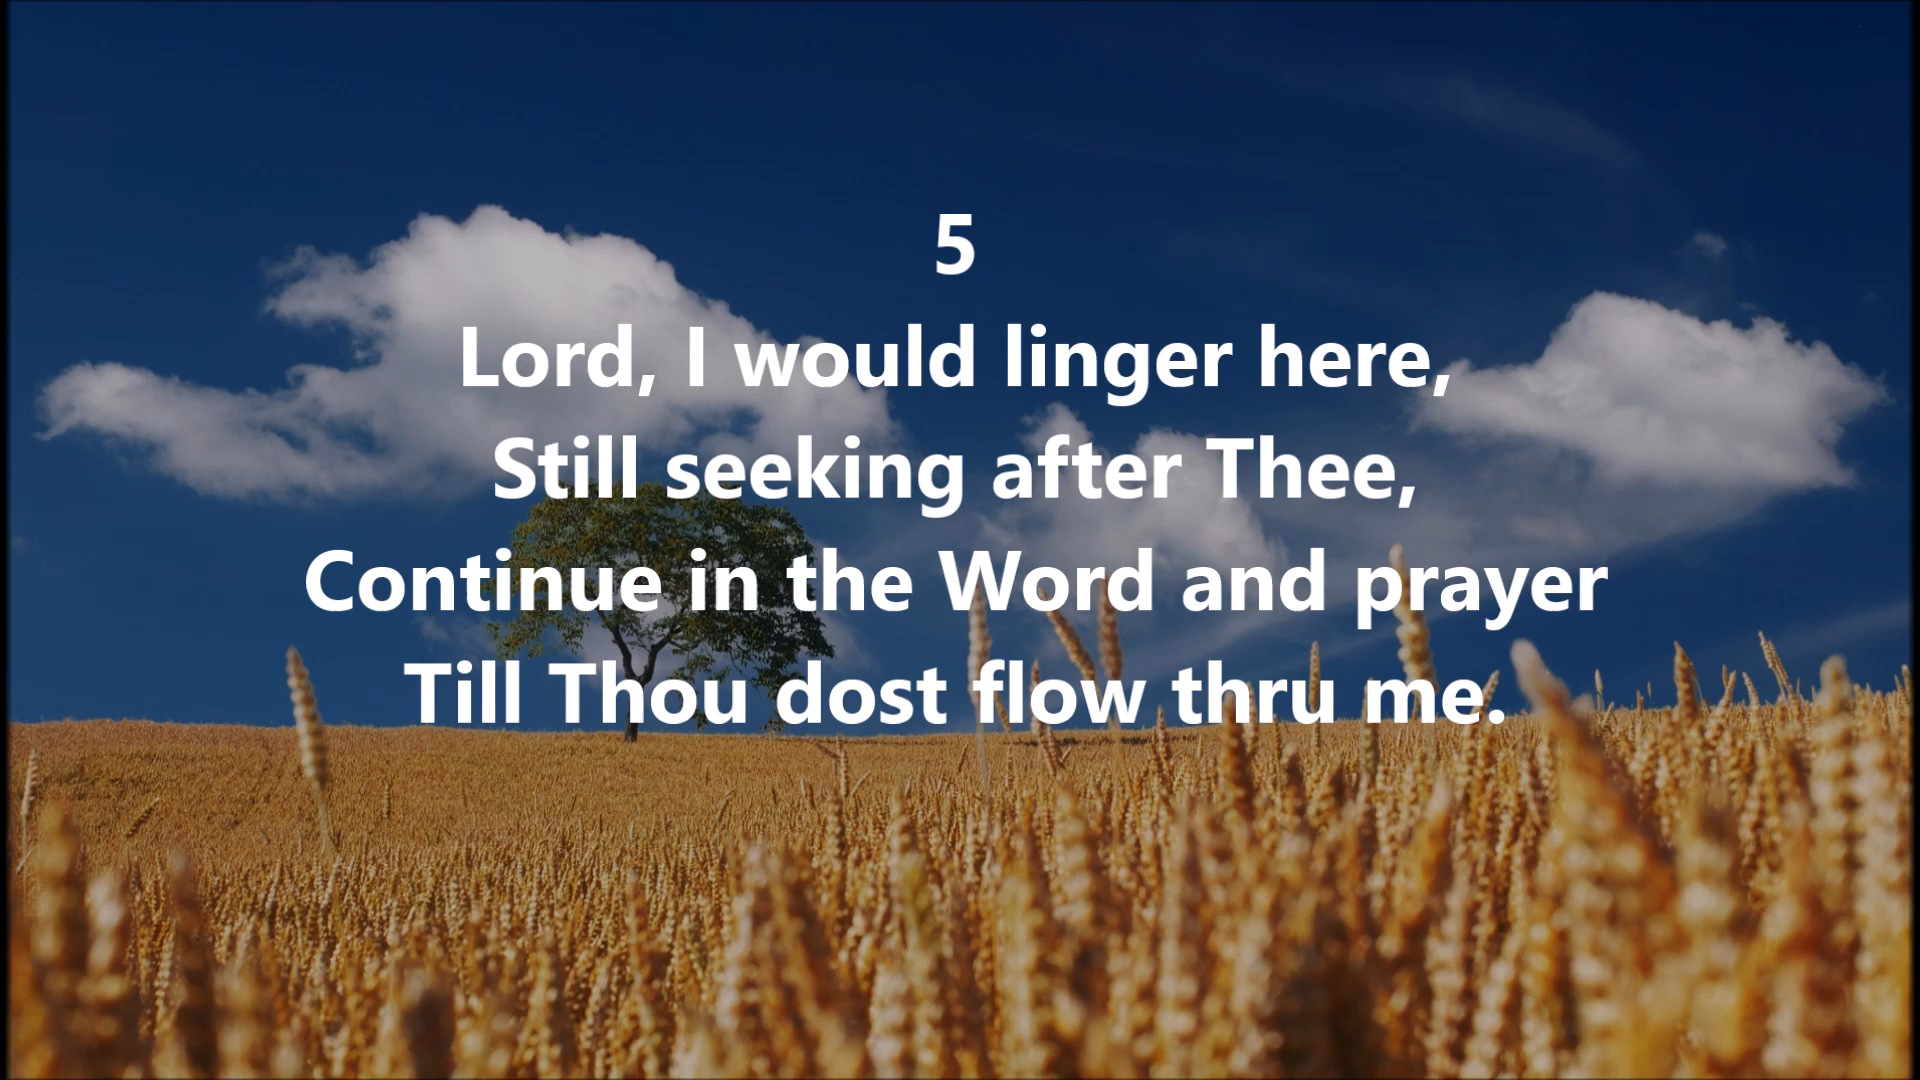 5
Lord, I would linger here,
Still seeking after Thee,
Continue in the Word and prayer
Till Thou dost flow thru me.